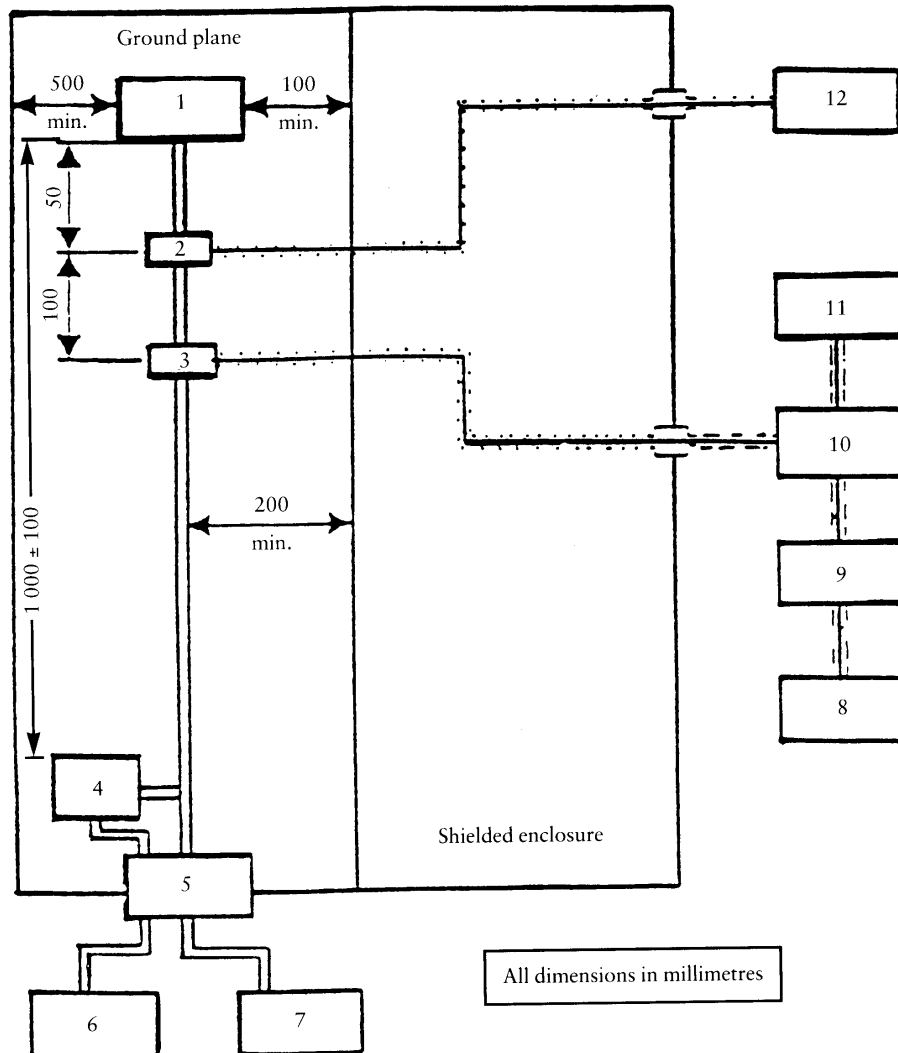 Ground plane
500
min.
1
100
min.
12
50
2
100
11
3
10
200
min.
1 000 ± 100
9
8
4
Shielded enclosure
5
All dimensions in millimetres
6
7